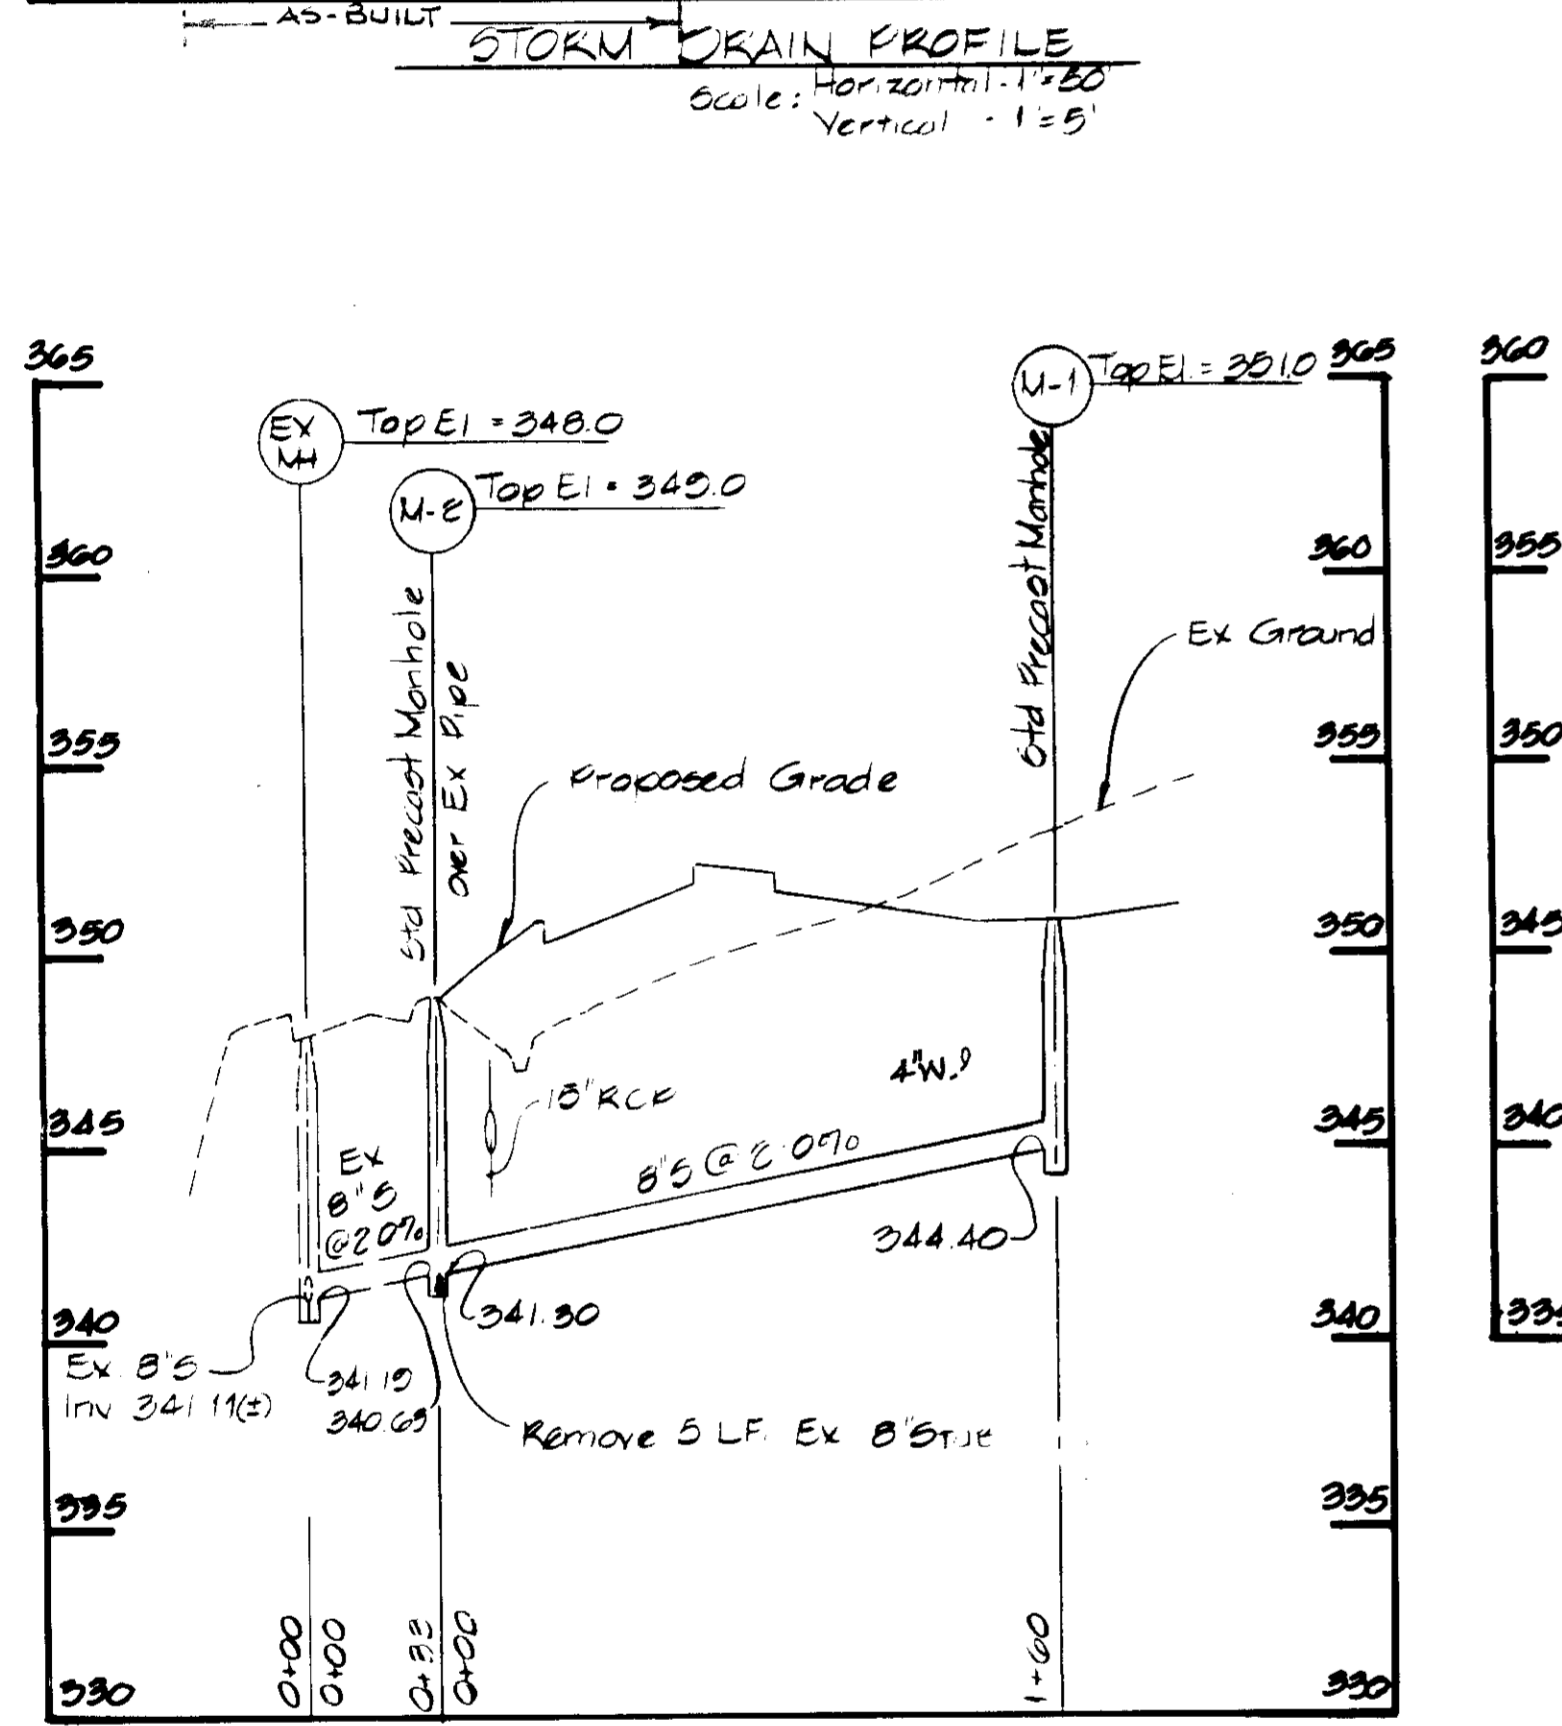 AS-BUILT
STORM DRAIN PROFILE
Scale: Horizontal - 1"=50'
Vertical - 1"=5'
365
EX
MH
Top El = 348.0
M-2
Top El = 349.0
M-1
Top El. = 351.0
365
360
360
360
355
Std Precast Manhole
over Ex Pipe
Std Precast Manhole
Ex Ground
355
Proposed Grade
355
350
350
350
345
15" RCP
4"W.
345
345
340
Ex
8"S
@ 2.0%
8"S @ 2.0%
344.40
341.30
340
340
335
Ex. 8"S
Inv 341.11(±)
341.19
340.63
Remove 5 LF. Ex 8"S
335
335
0+00
0+00
0+33
0+00
1+60
330
330